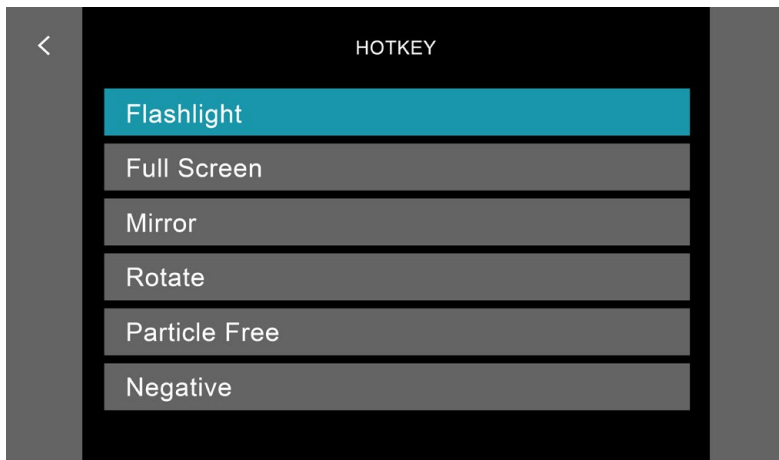 HOTKEY
Flashlight
Full Screen
Mirror
Rotate
Particle Free
Negative